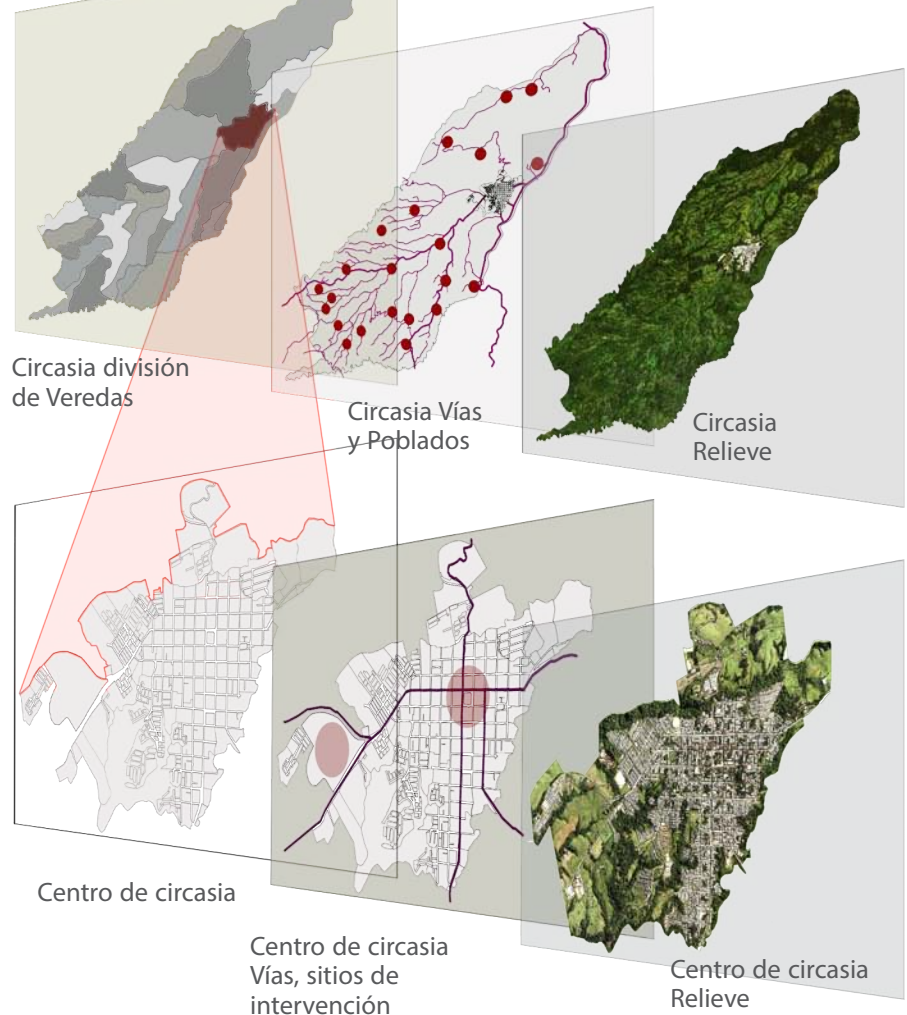 Circasia división
de Veredas
Circasia Vías
y Poblados
Circasia
Relieve
Centro de circasia
Centro de circasia
Vías, sitios de
intervención
Centro de circasia
Relieve